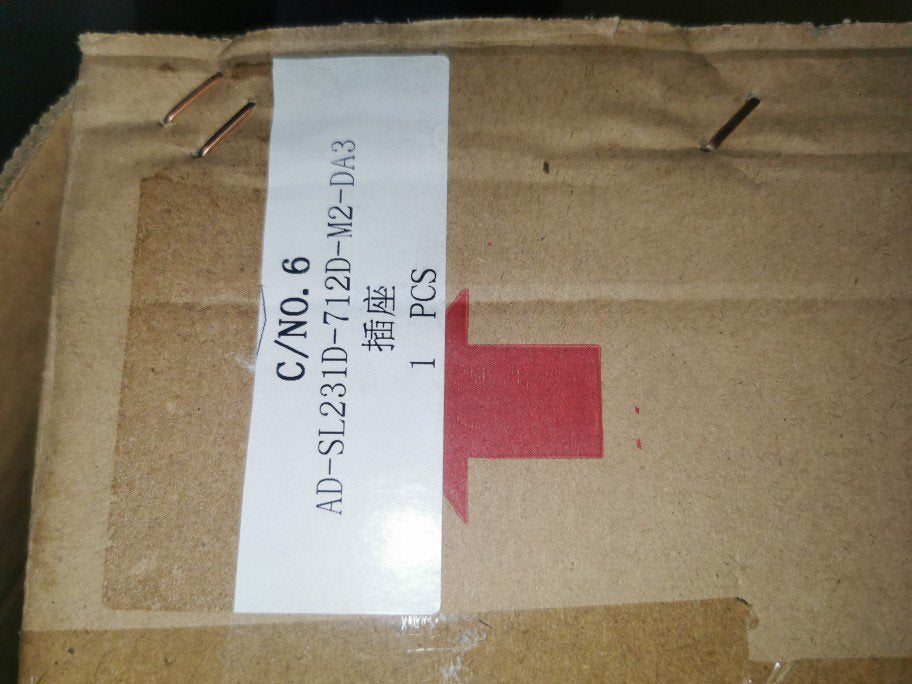 C/NO. 6
AD-SL231D-712D-M2-DA3
插座
1 PCS